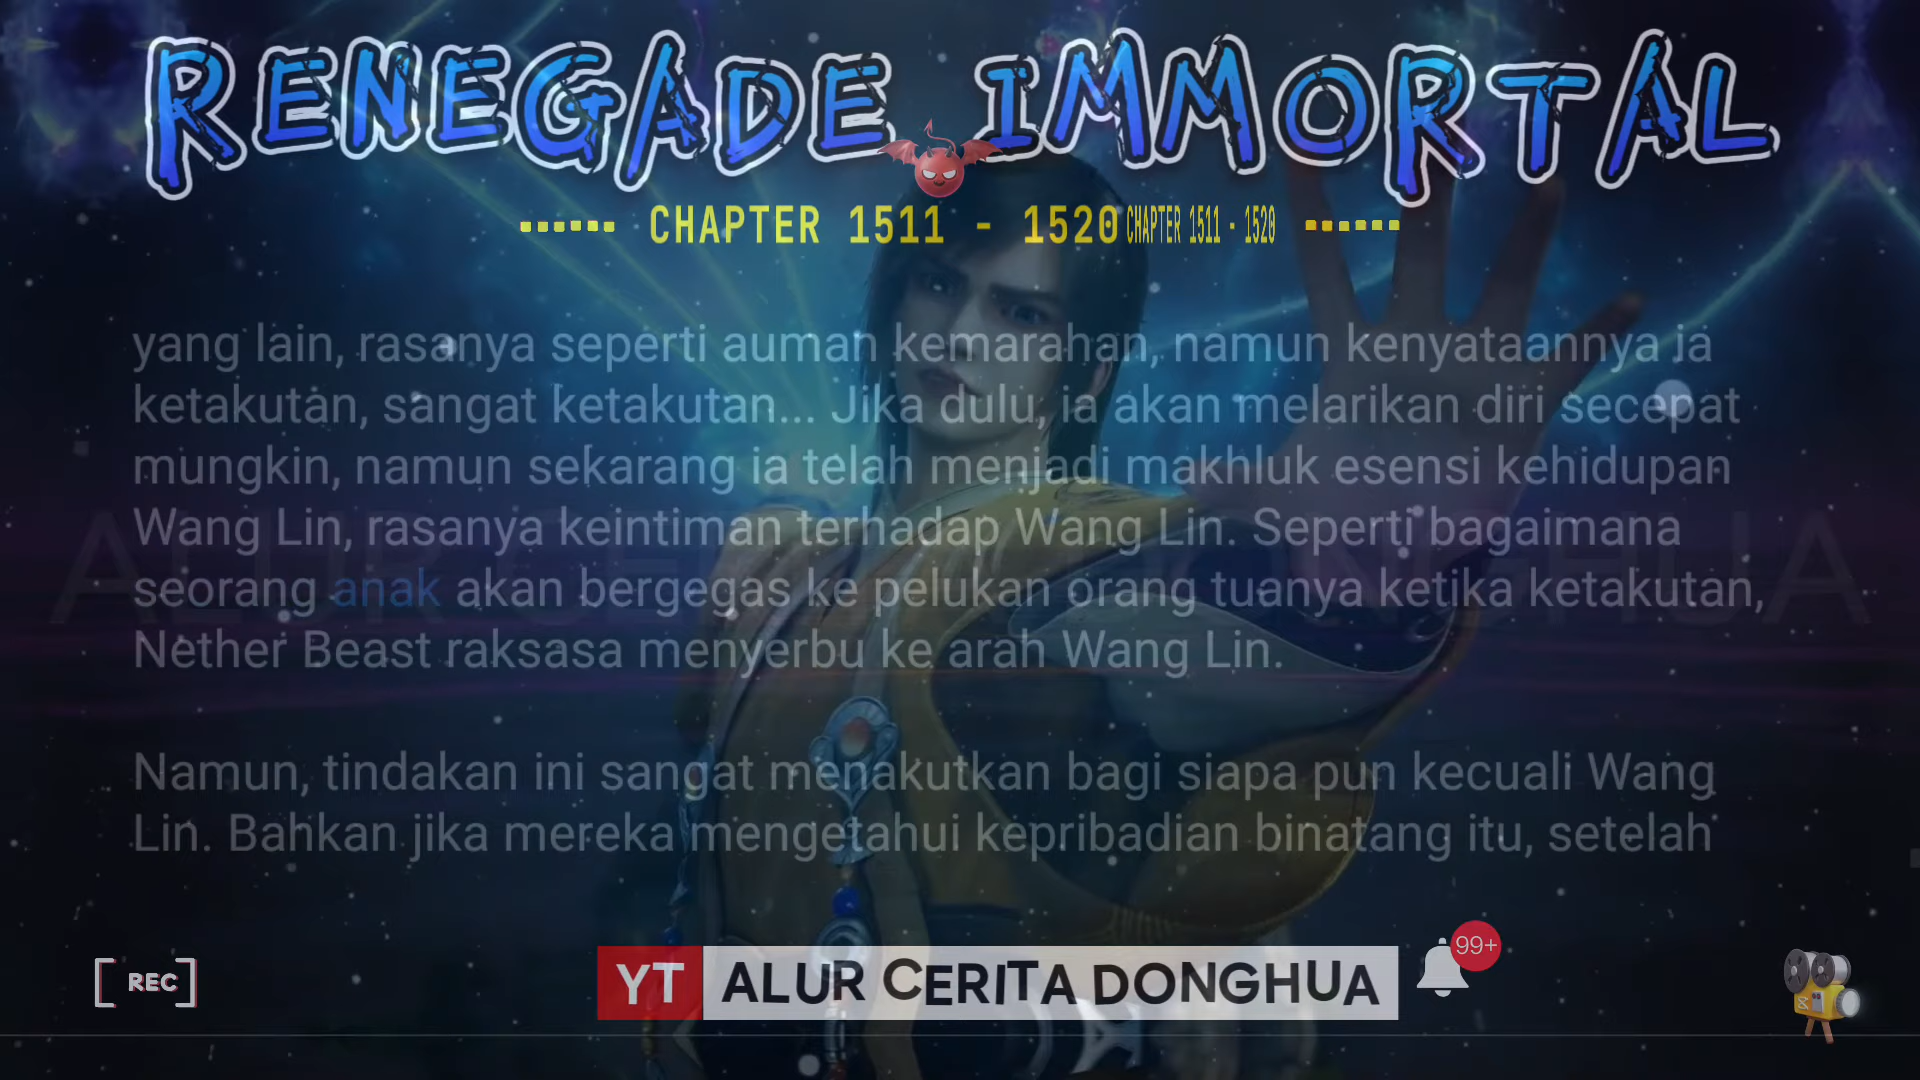 RENEGADE IMMORTAL
CHAPTER 1511 - 1520 CHAPTER 1511 - 1520
yang lain, rasanya seperti auman kemarahan, namun kenyataannya ia
ketakutan, sangat ketakutan... Jika dulu, ia akan melarikan diri secepat
mungkin, namun sekarang ia telah menjadi makhluk esensi kehidupan
Wang Lin, rasanya keintiman terhadap Wang Lin. Seperti bagaimana
seorang anak akan bergegas ke pelukan orang tuanya ketika ketakutan,
Nether Beast raksasa menyerbu ke arah Wang Lin.
Namun, tindakan ini sangat menakutkan bagi siapa pun kecuali Wang
Lin. Bahkan jika mereka mengetahui kepribadian binatang itu, setelah
ALUR CERITA DONGHUA
[ REC ]
YT ALUR CERITA DONGHUA
99+